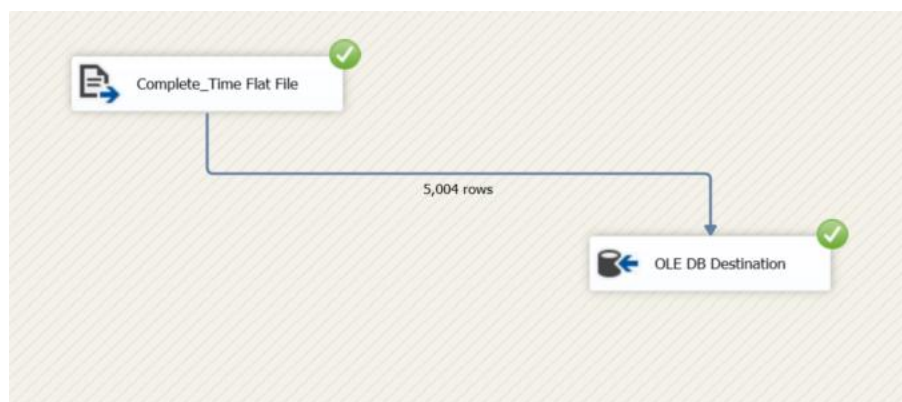 Complete_Time Flat File
5,004 rows
OLE DB Destination